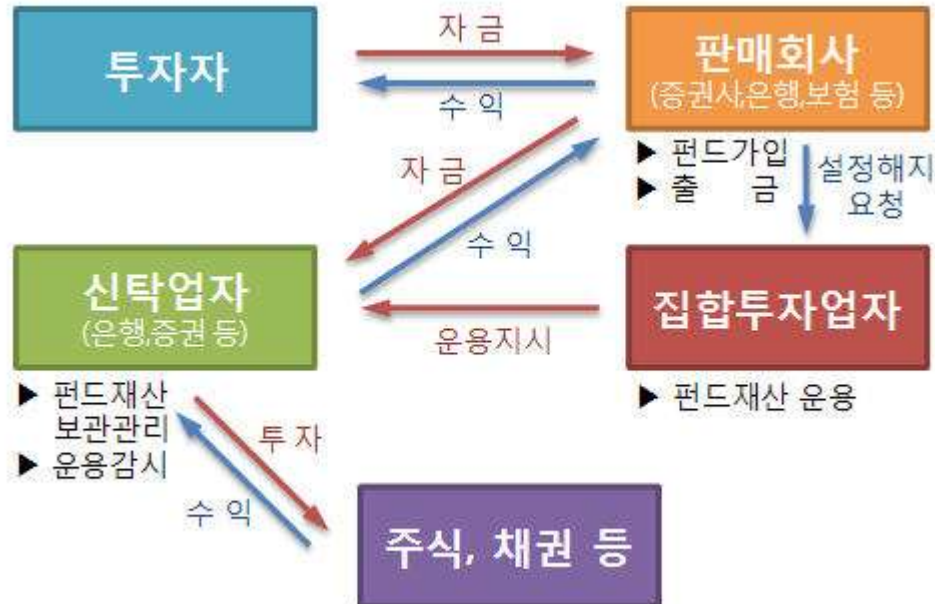 투자자
자 금
수 익
판매회사
(증권사,은행,보험 등)
▶ 펀드가입
▶ 출 금
설정해지
요청
자 금
수 익
신탁업자
(은행,증권 등)
운용지시
집합투자업자
▶ 펀드재산
보관관리
▶ 운용감시
▶ 펀드재산 운용
투 자
수 익
주식, 채권 등